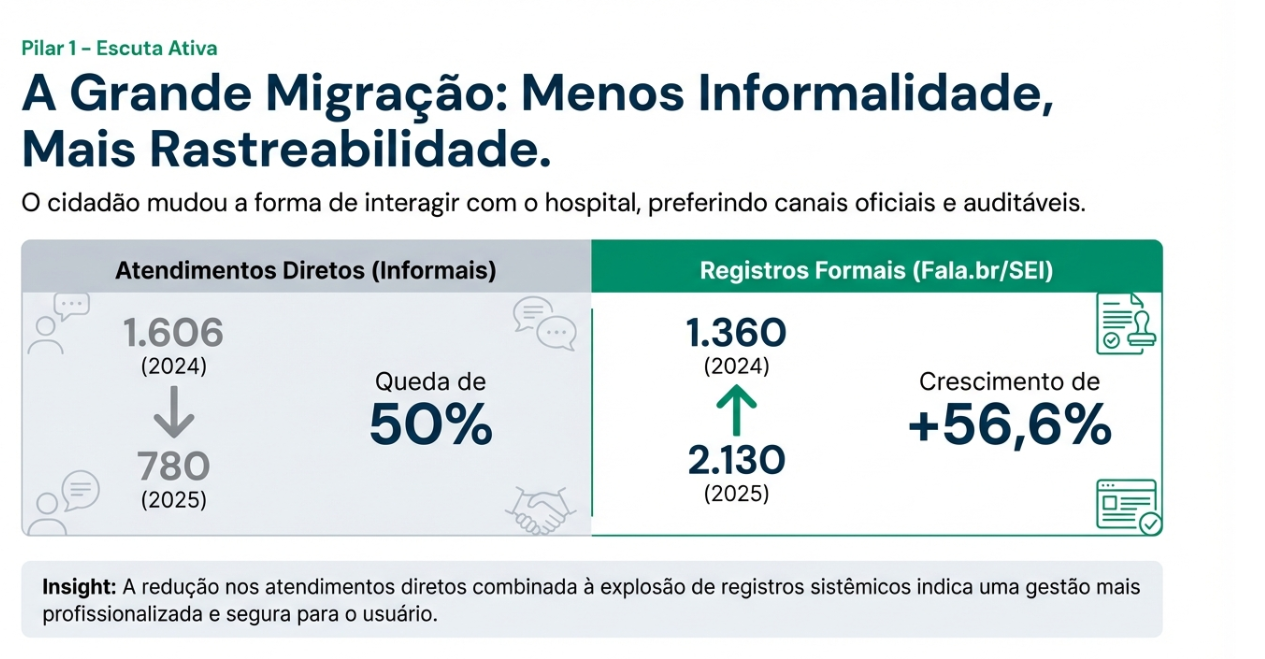 Pilar 1 – Escuta Ativa
A Grande Migração: Menos Informalidade,
Mais Rastreabilidade.
O cidadão mudou a forma de interagir com o hospital, preferindo canais oficiais e auditáveis.
Atendimentos Diretos (Informais)
1.606
(2024)
780
(2025)
Queda de
50%
Registros Formais (Fala.br/SEI)
1.360
(2024)
2.130
(2025)
Crescimento de
+56,6%
Insight: A redução nos atendimentos diretos combinada à explosão de registros sistêmicos indica uma gestão mais
profissionalizada e segura para o usuário.